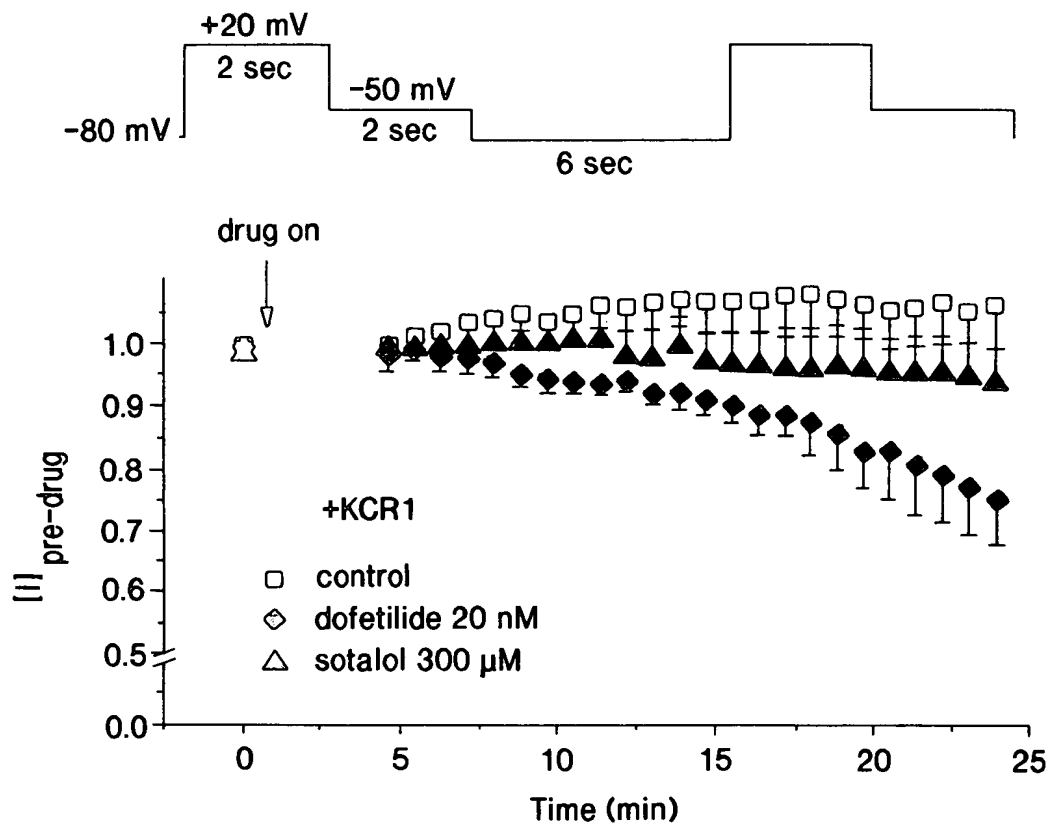 +20 mV
2 sec
−50 mV
−80 mV
2 sec
6 sec
drug on
1.0
0.9
0.8
0.7
0.6
0.5
0.0
[I] pre-drug
+KCR1
control
dofetilide 20 nM
sotalol 300 μM
0 5 10 15 20 25
Time (min)